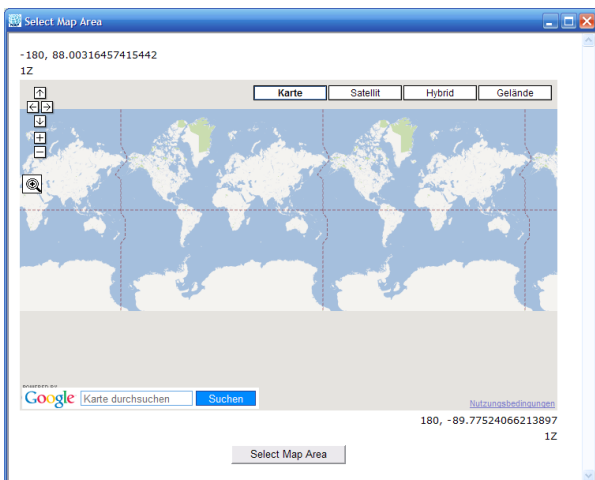 Select Map Area
-180, 88.00316457415442
1Z
Karte Satellit Hybrid Gelände
POWERED BY
Google Karte durchsuchen Suchen
Nutzungsbedingungen
180, -89.77524066213897
1Z
Select Map Area